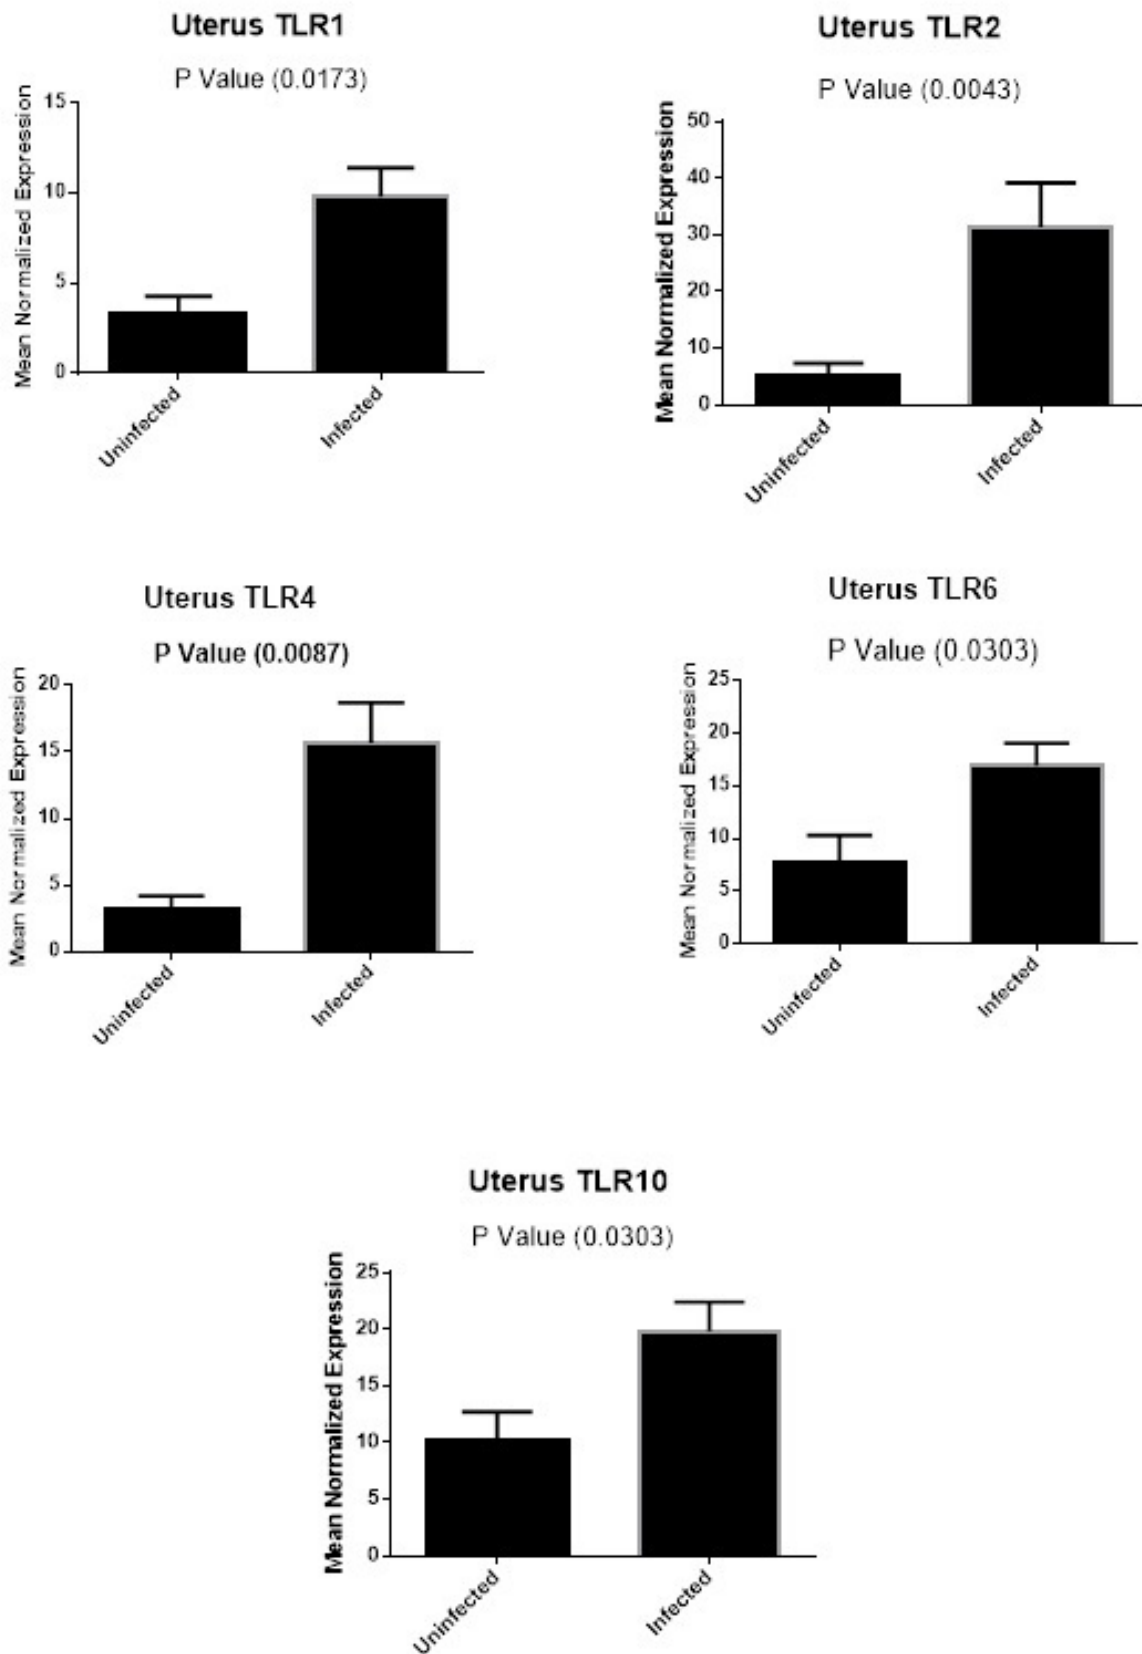 Uterus TLR1
P Value (0.0173)
Mean Normalized Expression
15
10
5
0
Uninfected
Infected
Uterus TLR2
P Value (0.0043)
Mean Normalized Expression
50
40
30
20
10
0
Uninfected
Infected
Uterus TLR4
P Value (0.0087)
Mean Normalized Expression
20
15
10
5
0
Uninfected
Infected
Uterus TLR6
P Value (0.0303)
Mean Normalized Expression
25
20
15
10
5
0
Uninfected
Infected
Uterus TLR10
P Value (0.0303)
Mean Normalized Expression
25
20
15
10
5
0
Uninfected
Infected